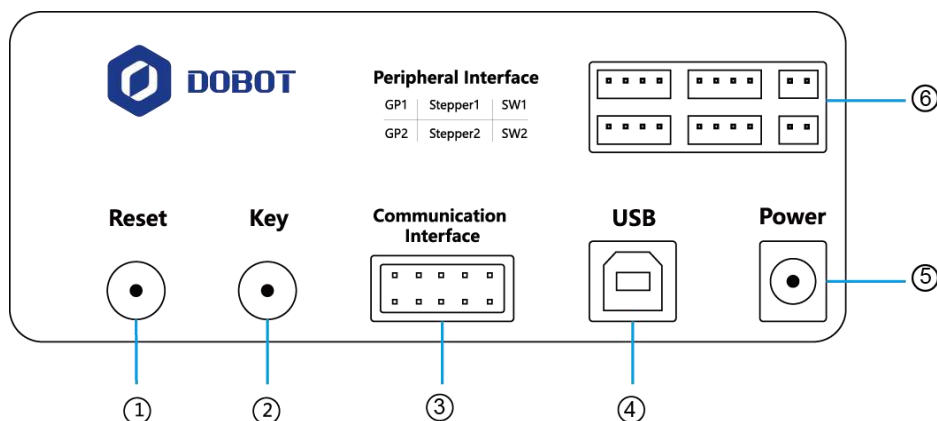 DOBOT
Peripheral Interface
GP1 Stepper1 SW1
GP2 Stepper2 SW2
⑥
Reset
Key
Communication
Interface
USB
Power
⑤
① ② ③ ④